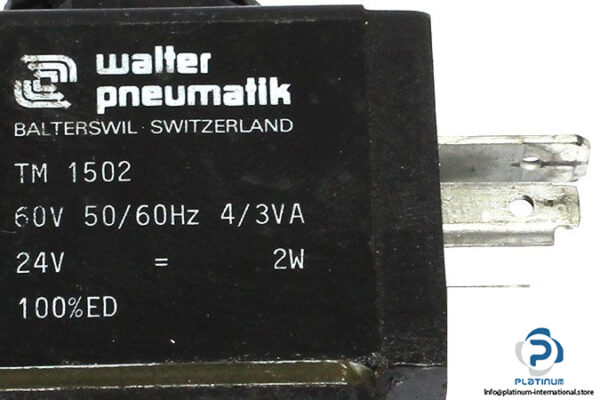 walter
pneumatik
BALTERSWIL · SWITZERLAND
TM 1502
60V 50/60Hz 4/3VA
24V = 2W
100%ED
PLATINUM
Info@platinum-international.store